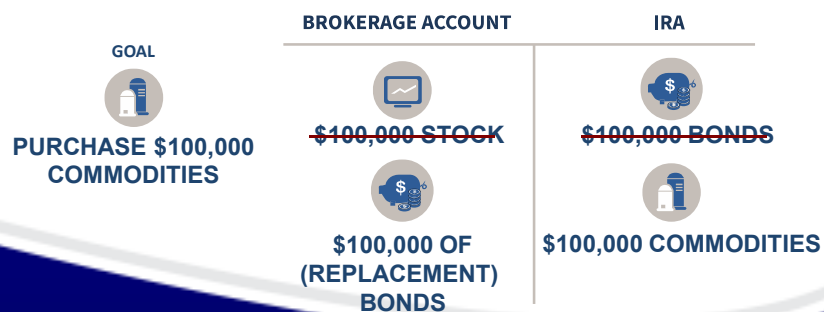 BROKERAGE ACCOUNT
IRA
GOAL
PURCHASE $100,000
COMMODITIES
$100,000 STOCK
$100,000 BONDS
$
$
$100,000 OF
(REPLACEMENT)
BONDS
$100,000 COMMODITIES